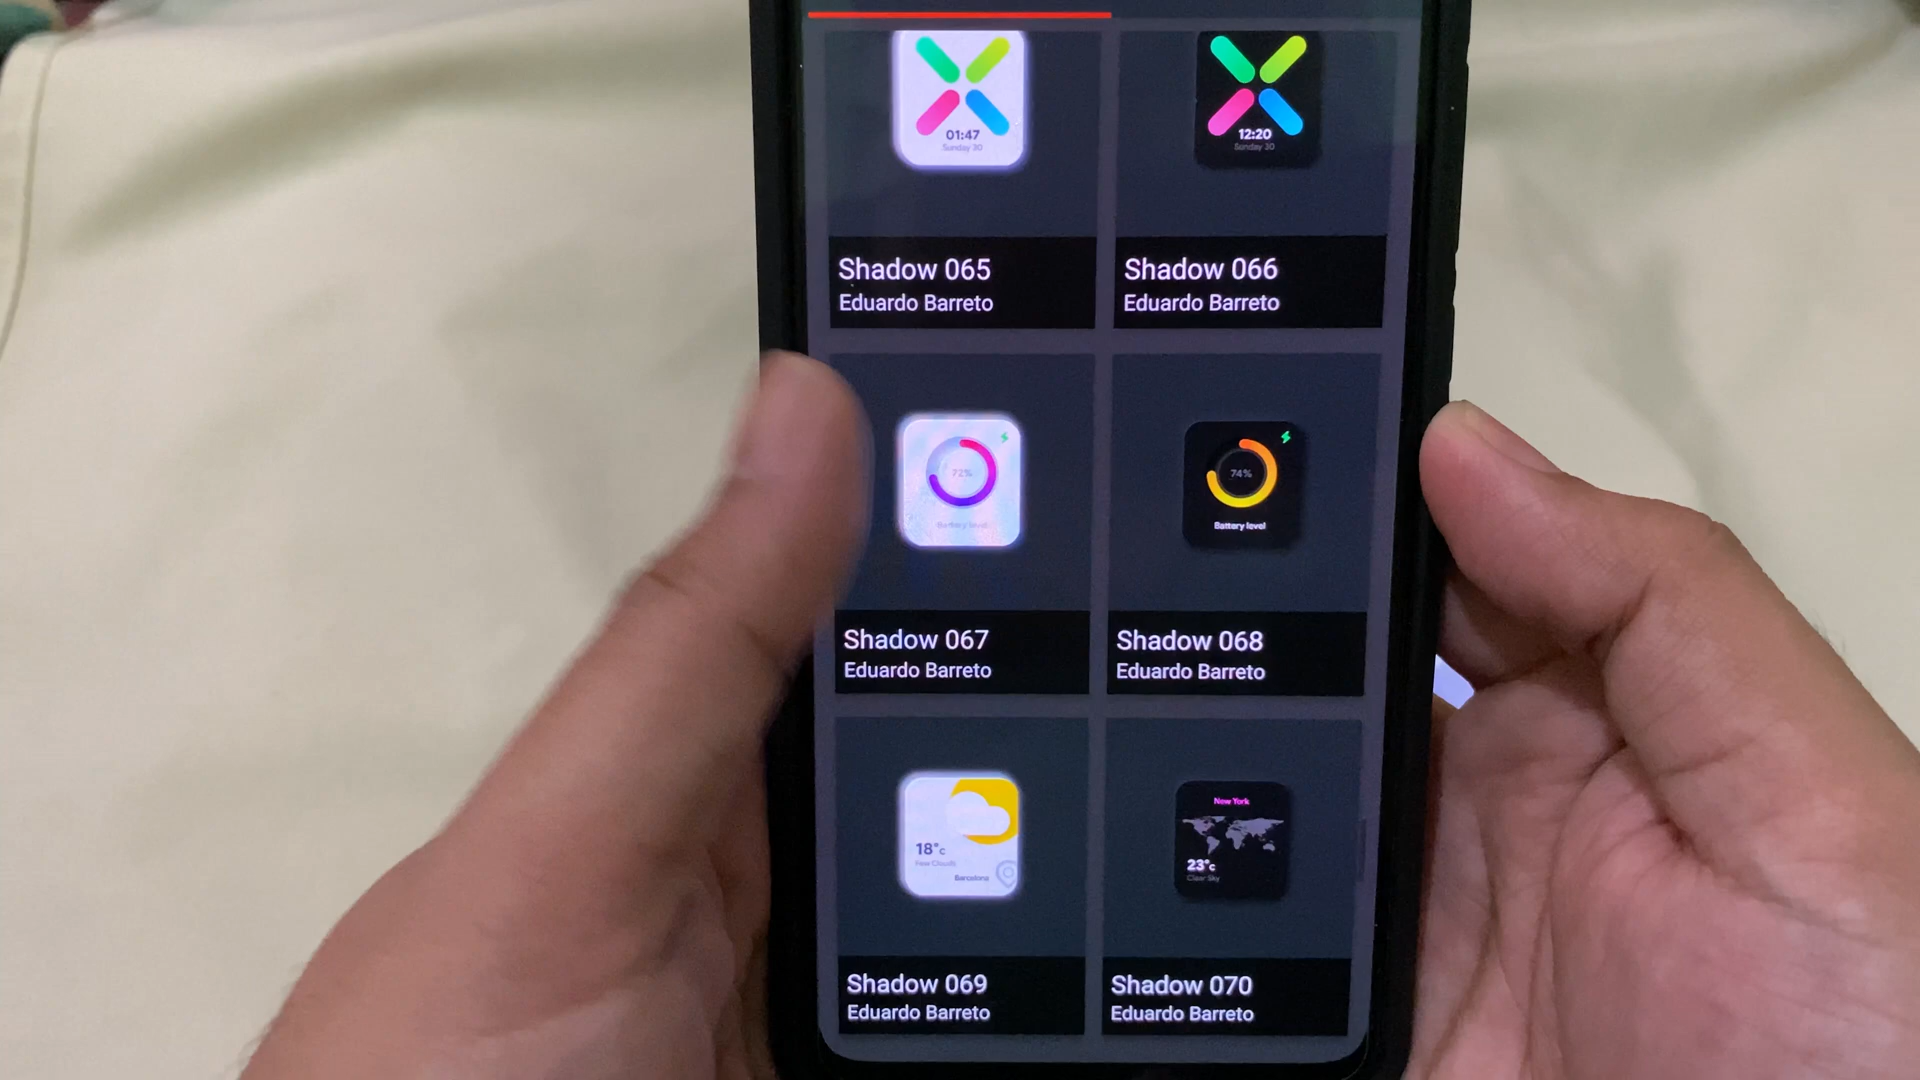 01:47
Sunday 30
12:20
Sunday 30
Shadow 065
Eduardo Barreto
Shadow 066
Eduardo Barreto
72%
Battery level
74%
Battery level
Shadow 067
Eduardo Barreto
Shadow 068
Eduardo Barreto
18°c
Few Clouds
Barcelona
New York
23°c
Clear Sky
Shadow 069
Eduardo Barreto
Shadow 070
Eduardo Barreto